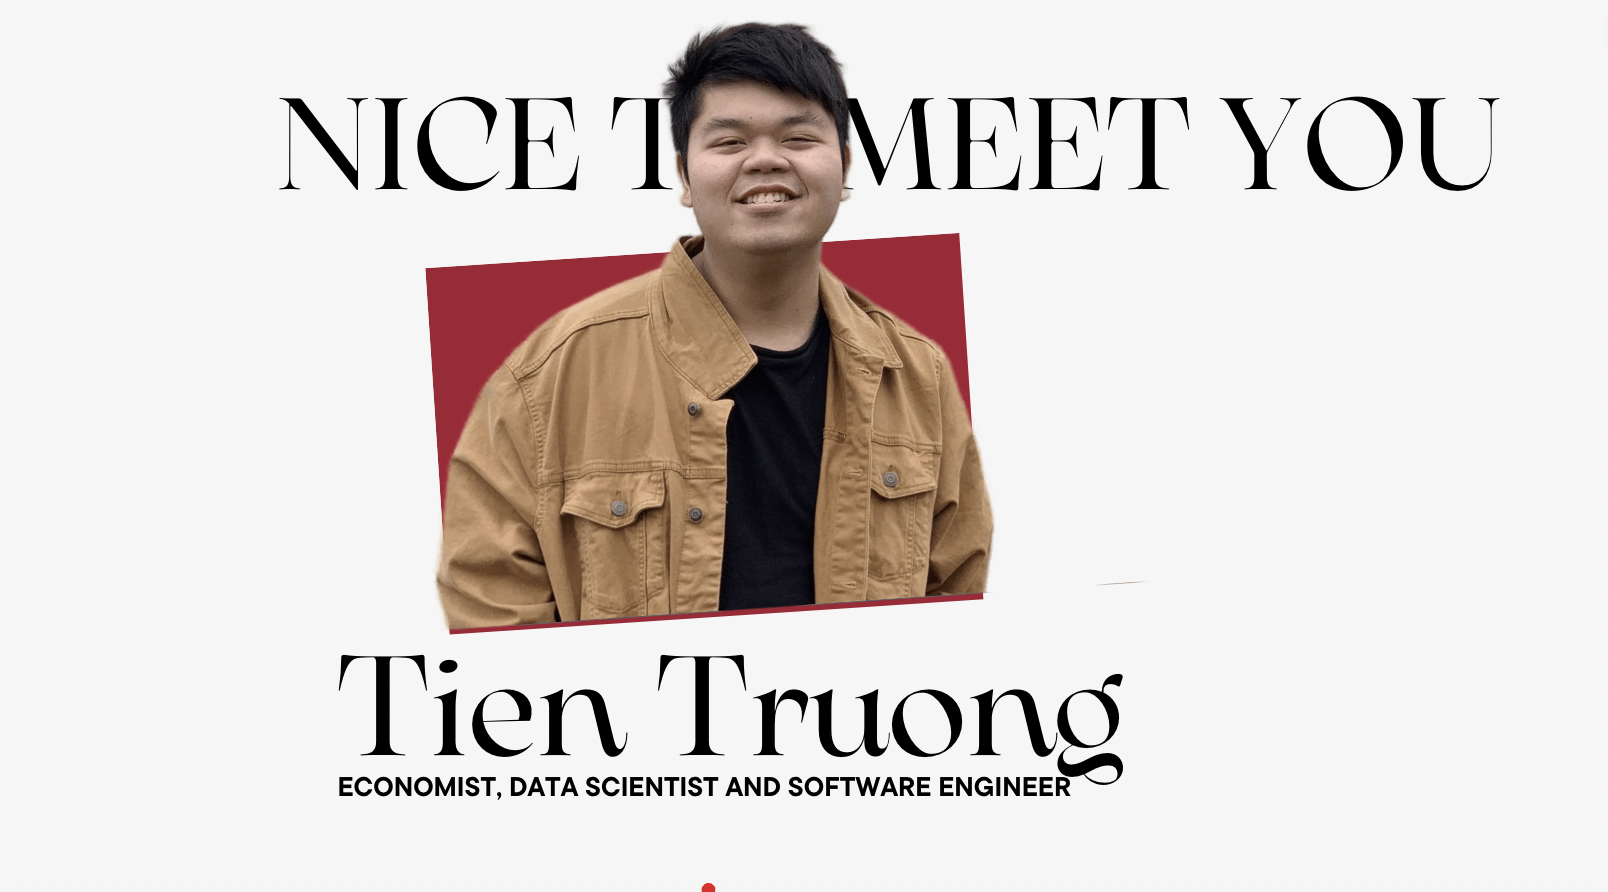 NICE T MEET YOU
Tien Truong
ECONOMIST, DATA SCIENTIST AND SOFTWARE ENGINEER